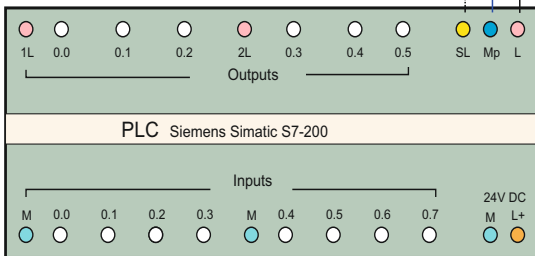 1L 0.0 0.1 0.2 2L 0.3 0.4 0.5 SL Mp L
Outputs
PLC Siemens Simatic S7-200
Inputs
24V DC
M 0.0 0.1 0.2 0.3 M 0.4 0.5 0.6 0.7 M L+